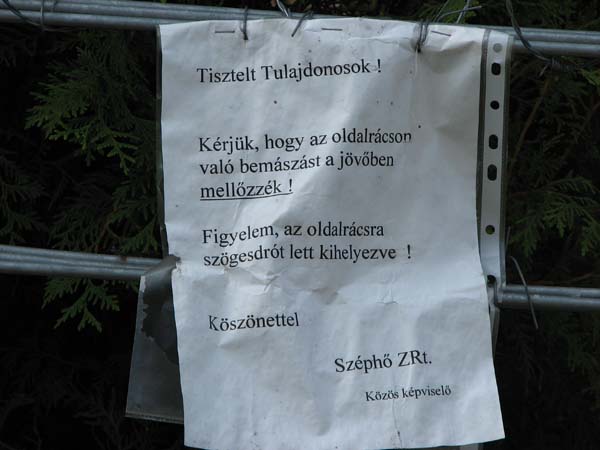 Tisztelt Tulajdonosok !
Kérjük, hogy az oldalrácson
való bemászást a jövőben
mellőzzék !
Figyelem, az oldalrácsra
szögesdrót lett kihelyezve !
Köszönettel
Széphő ZRt.
Közös képviselő